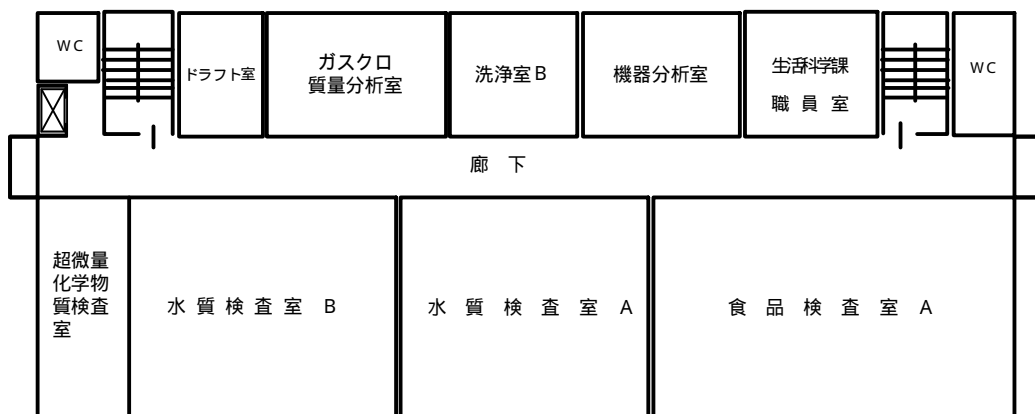 WC
ドラフト室
ガスクロ
質量分析室
洗浄室B
機器分析室
生活科学課
職員室
WC
廊下
超微量
化学物
質検査
室
水質検査室B
水質検査室A
食品検査室A